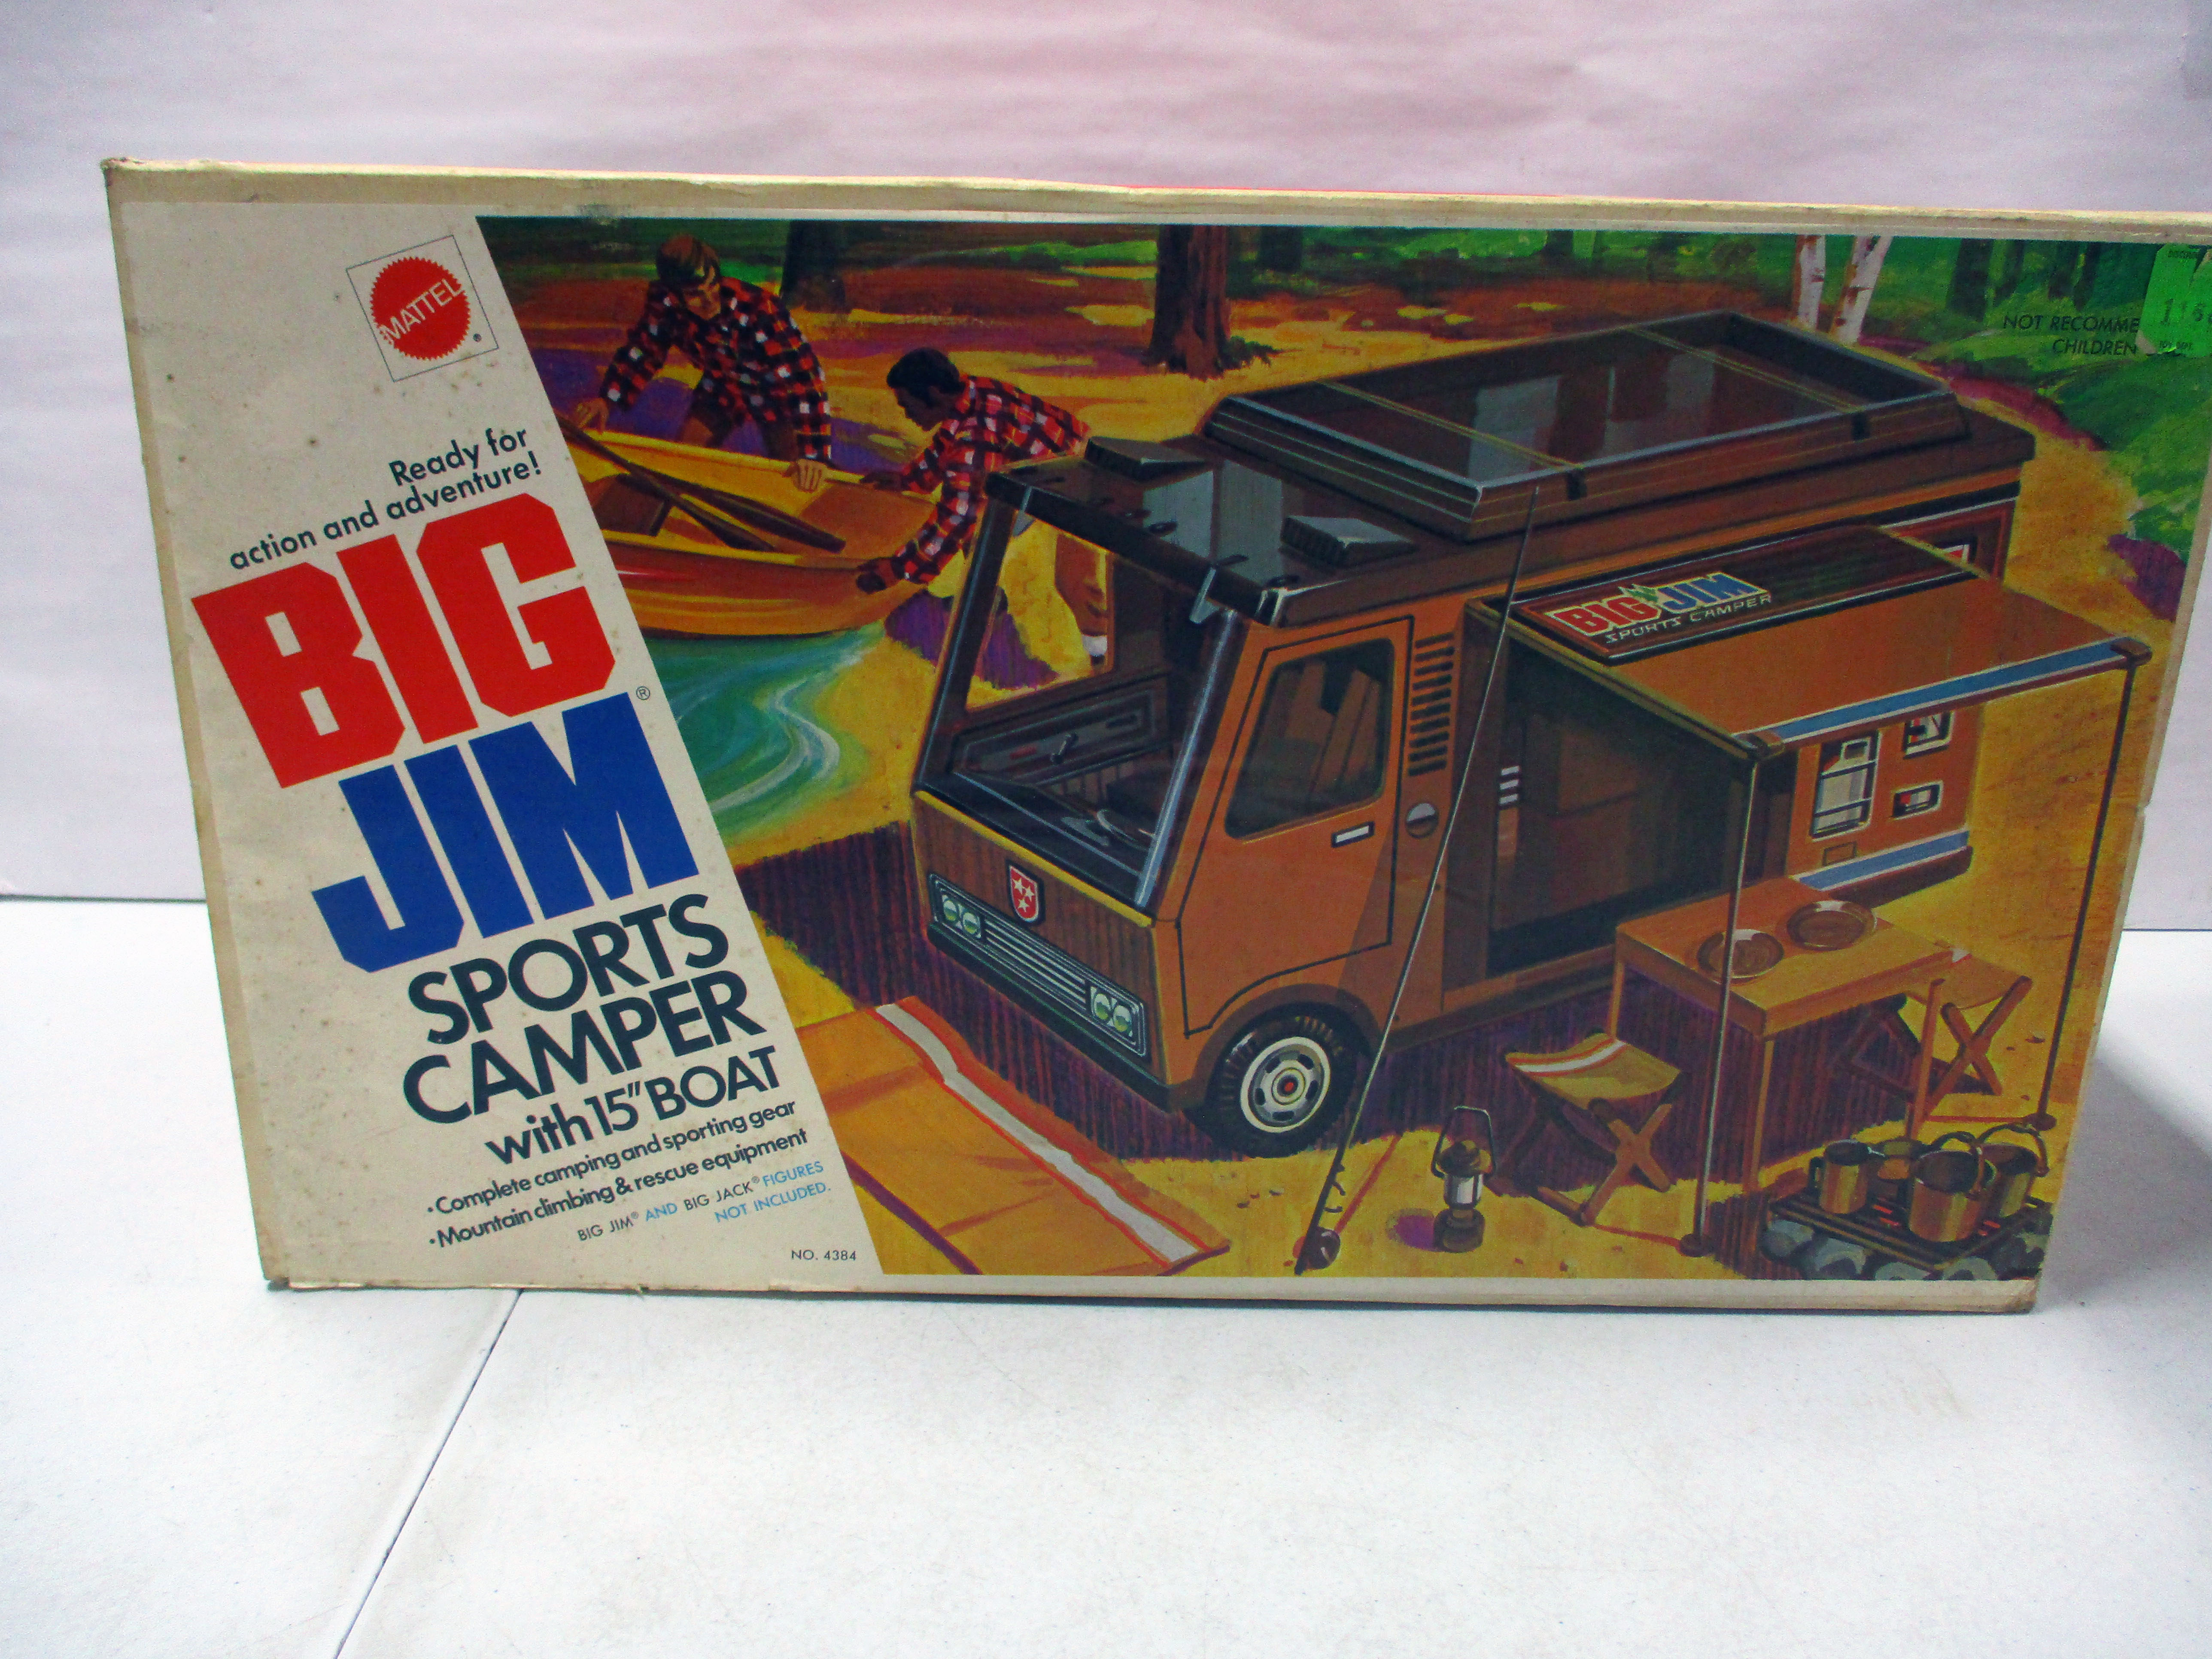 MATTEL
®
Ready for
action and adventure!
BIG
JIM®
SPORTS
CAMPER
with 15" BOAT
•Complete camping and sporting gear
•Mountain climbing & rescue equipment
BIG JIM® AND BIG JACK® FIGURES
NOT INCLUDED.
NO. 4384
BIG JIM
SPORTS CAMPER
NOT RECOMME
CHILDREN